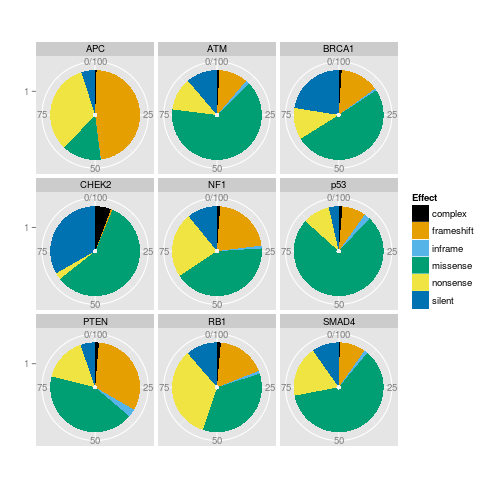 APC ATM BRCA1
0/100 0/100 0/100
1
75 25
75 25
75 25
50 50 50
CHEK2 NF1 p53
0/100 0/100 0/100
1
75 25
75 25
75 25
50 50 50
PTEN RB1 SMAD4
0/100 0/100 0/100
1
75 25
75 25
75 25
50 50 50
Effect
complex
frameshift
inframe
missense
nonsense
silent